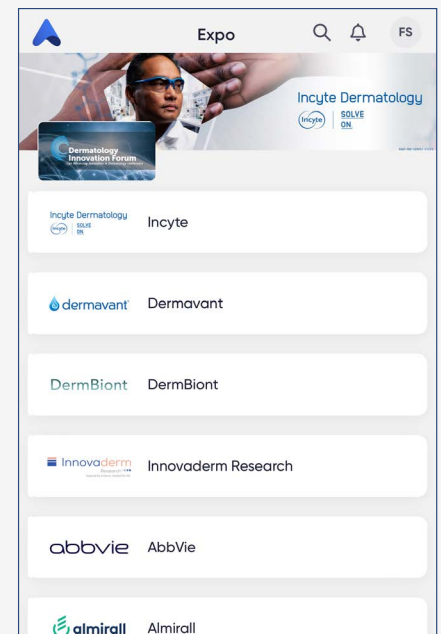 Expo
FS
Incyte Dermatology
Incyte
SOLVE
ON.
Dermatology
Innovation Forum
Incyte Dermatology
Incyte
SOLVE
ON.
Incyte
dermavant
Dermavant
DermBiont
DermBiont
Innovaderm
Research
Innovaderm Research
abbvie
AbbVie
almirall
Almirall